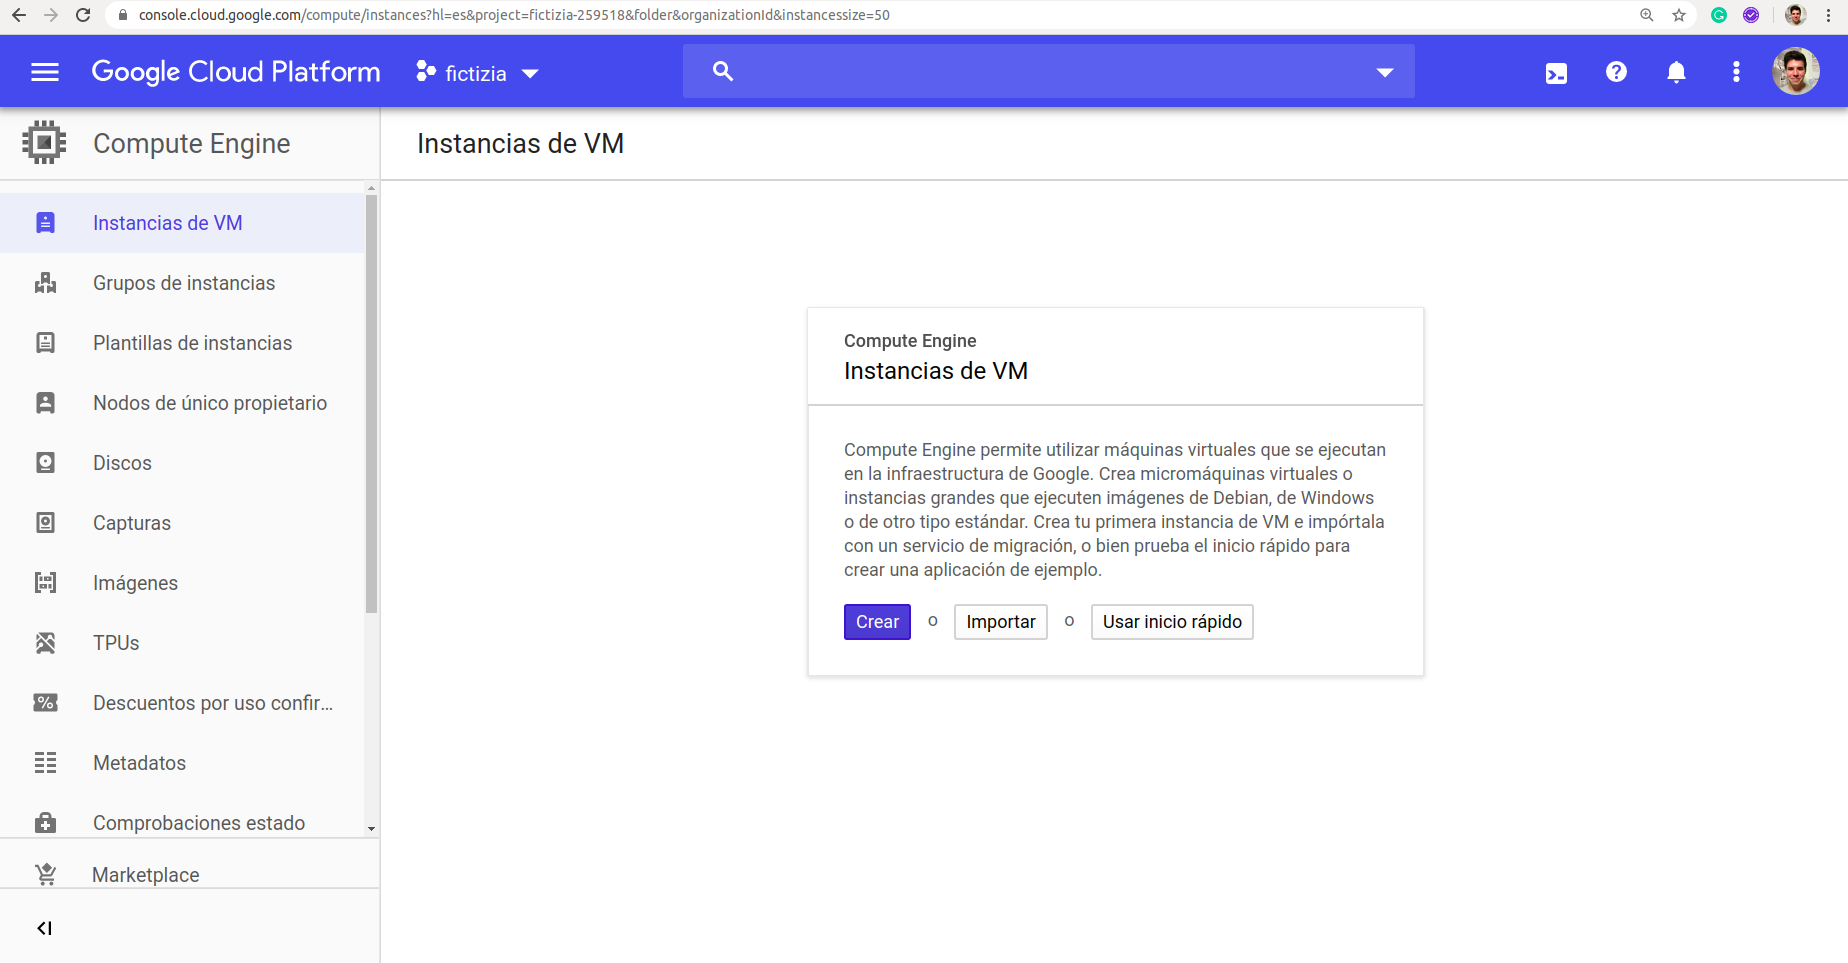 console.cloud.google.com/compute/instances?hl=es&project=fictizia-259518&folder&organizationId&instancessize=50
Google Cloud Platform
fictizia
Compute Engine
Instancias de VM
Instancias de VM
Grupos de instancias
Plantillas de instancias
Nodos de único propietario
Discos
Capturas
Imágenes
TPUs
Descuentos por uso confir...
Metadatos
Comprobaciones estado
Marketplace
Compute Engine
Instancias de VM
Compute Engine permite utilizar máquinas virtuales que se ejecutan
en la infraestructura de Google. Crea micromáquinas virtuales o
instancias grandes que ejecuten imágenes de Debian, de Windows
o de otro tipo estándar. Crea tu primera instancia de VM e impórtala
con un servicio de migración, o bien prueba el inicio rápido para
crear una aplicación de ejemplo.
Crear o Importar o Usar inicio rápido